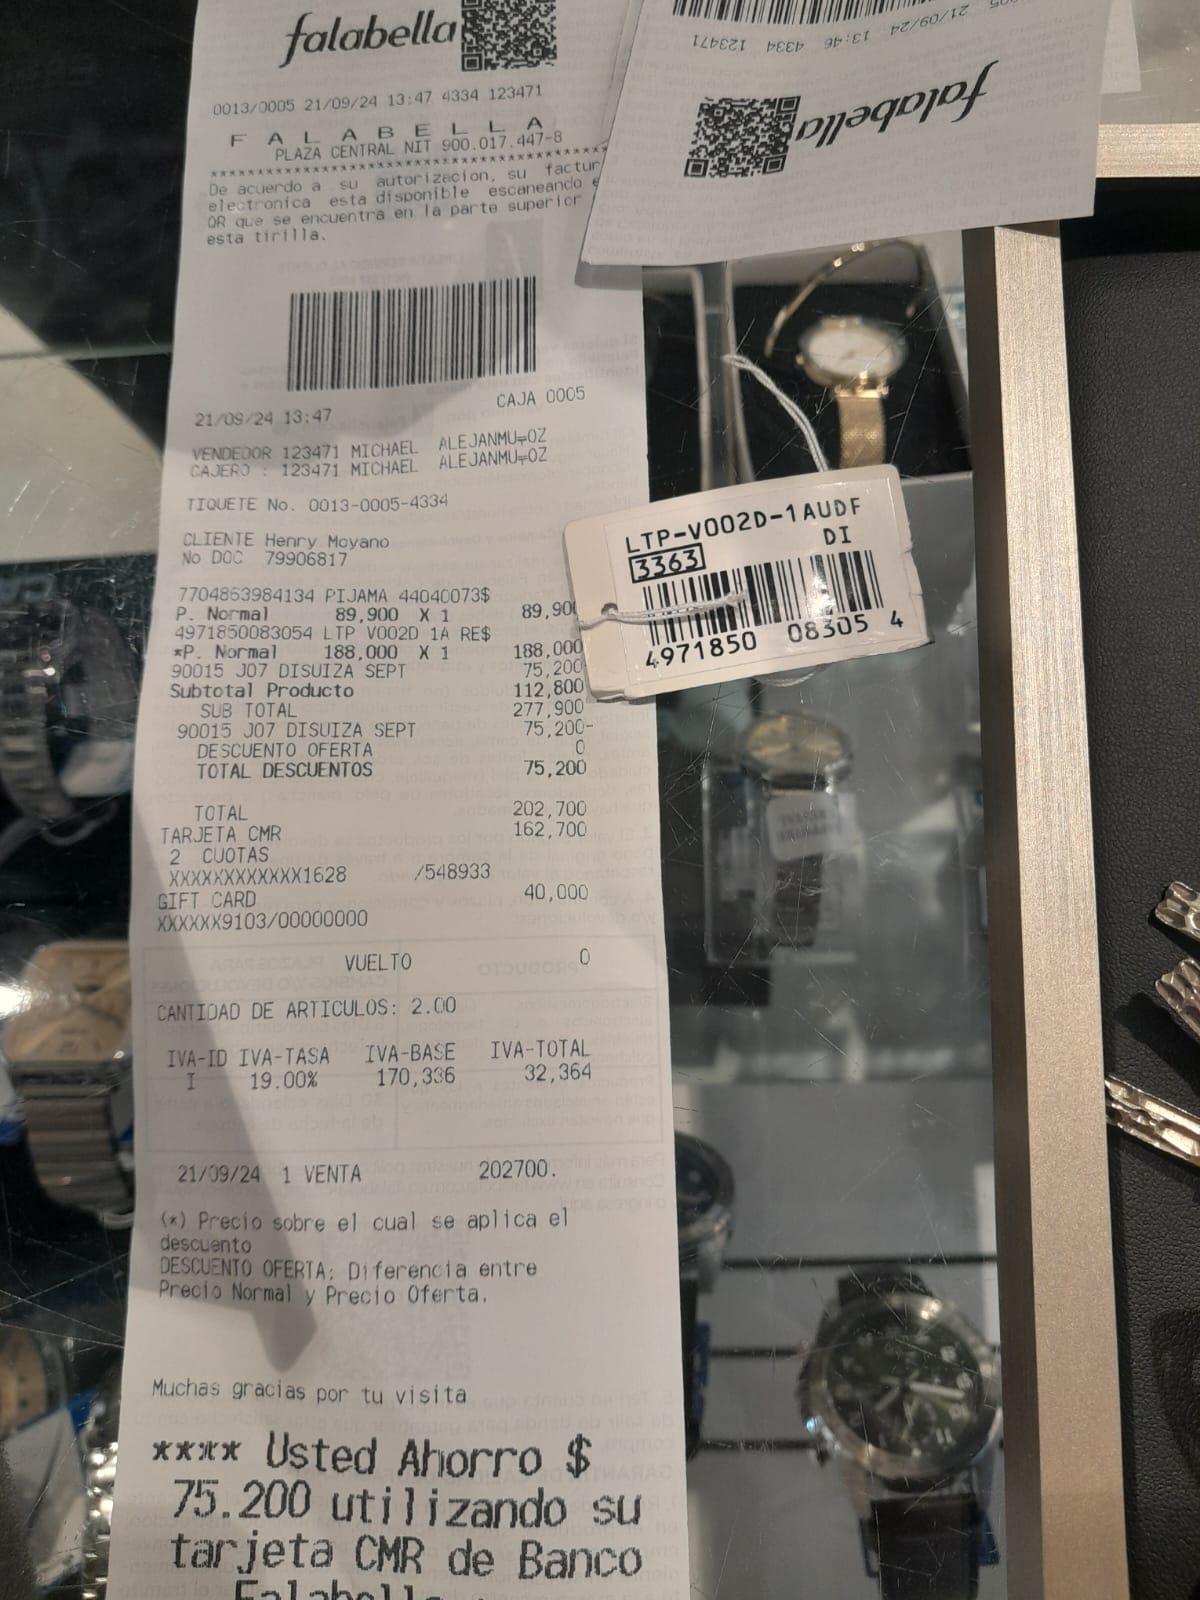 falabella
0013/0005 21/09/24 13:47 4334 123471
F A L A B E L L A
PLAZA CENTRAL NIT 900.017.447-8
****************************************
De acuerdo a su autorizacion, su factur
electronica esta disponible escaneando e
QR que se encuentra en la parte superior
esta tirilla.
CAJA 0005
21/09/24 13:47
VENDEDOR 123471 MICHAEL ALEJANMU╤OZ
CAJERO : 123471 MICHAEL ALEJANMU╤OZ
TIQUETE No. 0013-0005-4334
CLIENTE Henry Moyano
No DOC 79906817
7704863984134 PIJAMA 44040073$
P. Normal 89,900 X 1 89,900
4971850083054 LTP V002D 1A RE$
*P. Normal 188,000 X 1 188,000
90015 J07 DISUIZA SEPT 75,200
Subtotal Producto 112,800
SUB TOTAL 277,900
90015 J07 DISUIZA SEPT 75,200-
DESCUENTO OFERTA 0
TOTAL DESCUENTOS 75,200
TOTAL 202,700
TARJETA CMR 162,700
2 CUOTAS
XXXXXXXXXXXX1628 /548933
GIFT CARD 40,000
XXXXXX9103/00000000
VUELTO 0
CANTIDAD DE ARTICULOS: 2.00
IVA-ID IVA-TASA IVA-BASE IVA-TOTAL
I 19.00% 170,336 32,364
21/09/24 1 VENTA 202700.
(*) Precio sobre el cual se aplica el
descuento
DESCUENTO OFERTA: Diferencia entre
Precio Normal y Precio Oferta.
Muchas gracias por tu visita
**** Usted Ahorro $
75.200 utilizando su
tarjeta CMR de Banco
Falabella
21/09/24 13:46 4334 123471
falabella
LTP-V002D-1AUDF
DI
3363
4971850 08305 4